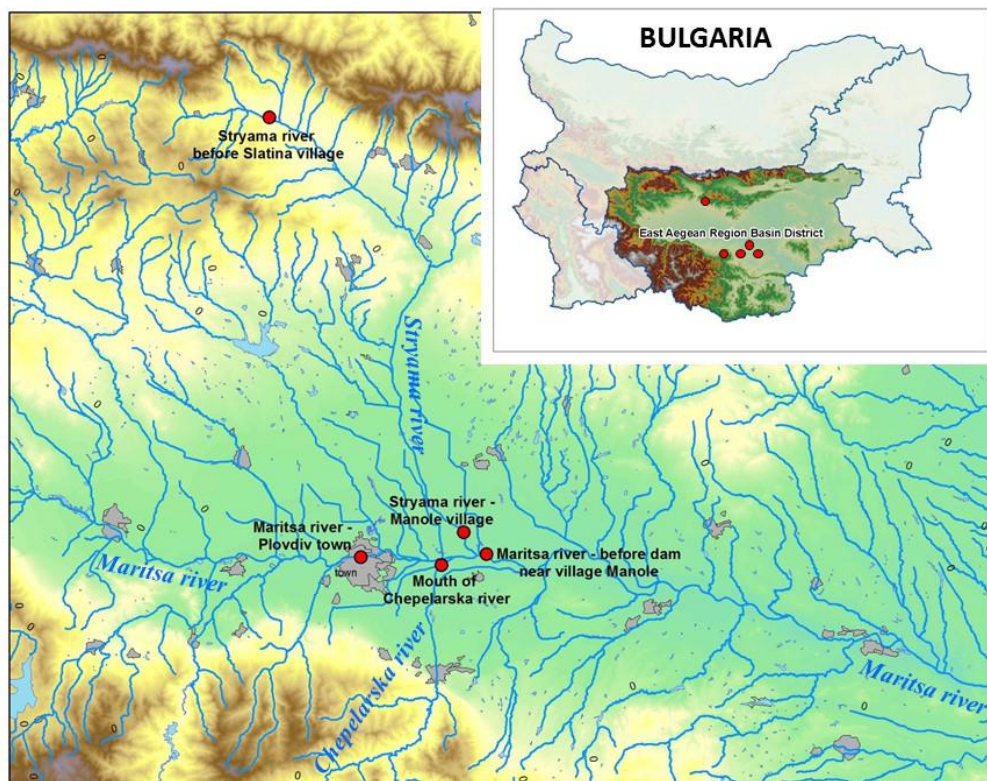 BULGARIA
East Aegean Region Basin District
Stryama river
before Slatina village
Stryama river
Stryama river -
Manole village
Maritsa river -
Plovdiv town
town
Maritsa river - before dam
near village Manole
Mouth of
Chepelarska river
Maritsa river
Chepelarska river
Maritsa river